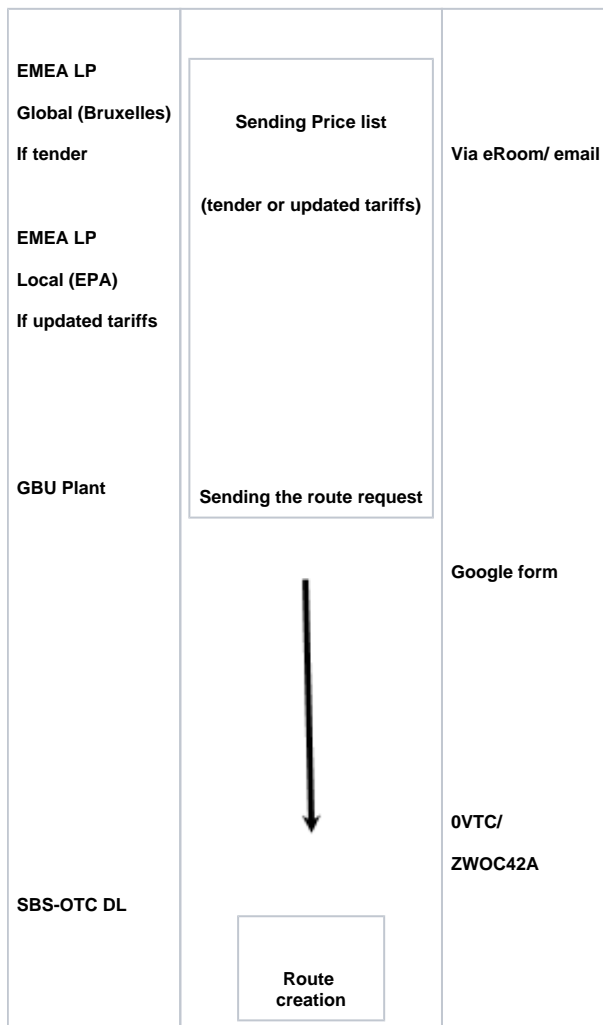 EMEA LP
Global (Bruxelles)
If tender
EMEA LP
Local (EPA)
If updated tariffs
GBU Plant
SBS-OTC DL
Sending Price list
(tender or updated tariffs)
Sending the route request
Route
creation
Via eRoom/ email
Google form
0VTC/
ZWOC42A